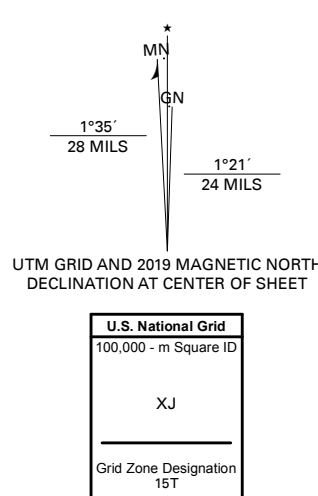 MN
GN
1°35´
28 MILS
1°21´
24 MILS
UTM GRID AND 2019 MAGNETIC NORTH
DECLINATION AT CENTER OF SHEET
U.S. National Grid
100,000 - m Square ID
XJ
Grid Zone Designation
15T